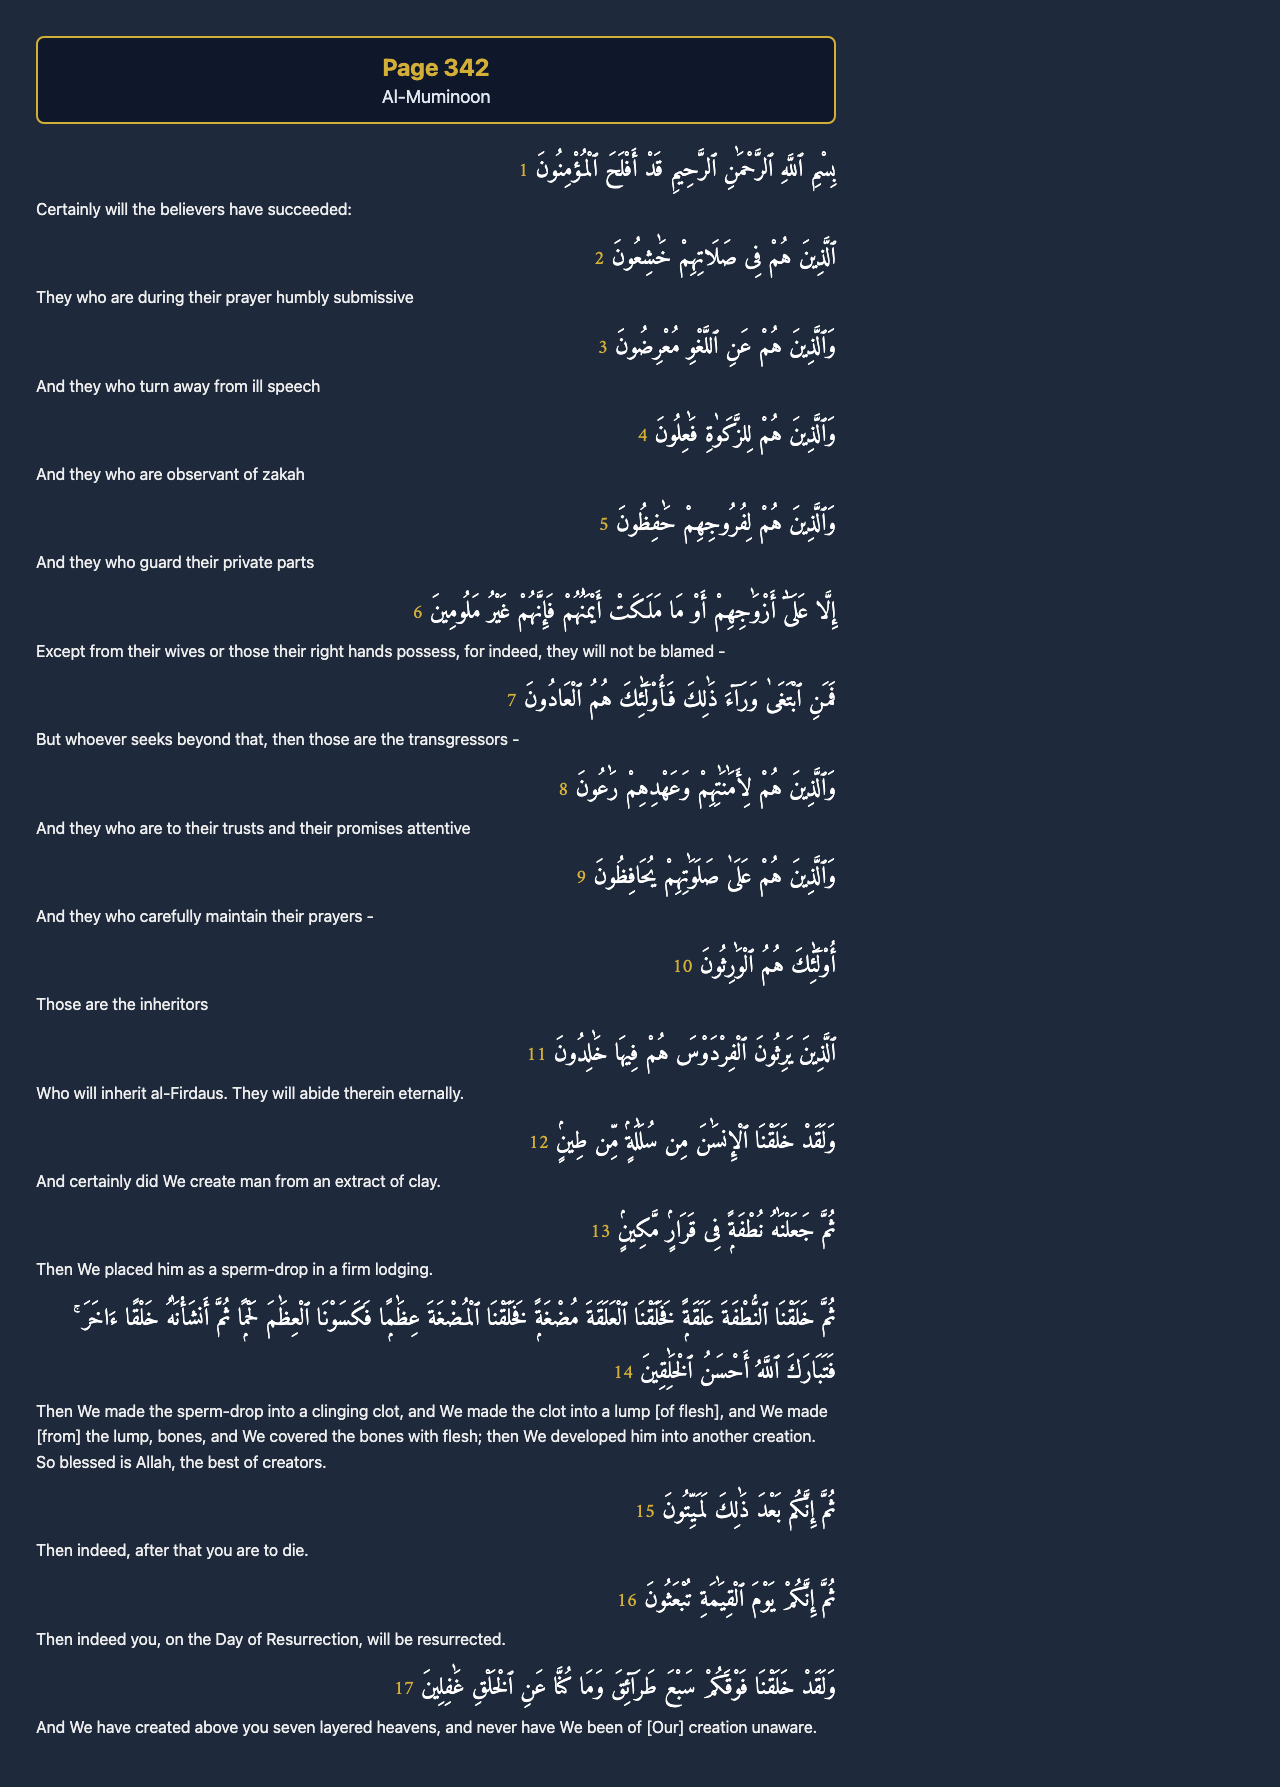 Page 342
Al-Muminoon
بِسْمِ ٱللَّهِ ٱلرَّحْمَٰنِ ٱلرَّحِيمِ قَدْ أَفْلَحَ ٱلْمُؤْمِنُونَ 1
Certainly will the believers have succeeded:
ٱلَّذِينَ هُمْ فِى صَلَاتِهِمْ خَٰشِعُونَ 2
They who are during their prayer humbly submissive
وَٱلَّذِينَ هُمْ عَنِ ٱللَّغْوِ مُعْرِضُونَ 3
And they who turn away from ill speech
وَٱلَّذِينَ هُمْ لِلزَّكَوٰةِ فَٰعِلُونَ 4
And they who are observant of zakah
وَٱلَّذِينَ هُمْ لِفُرُوجِهِمْ حَٰفِظُونَ 5
And they who guard their private parts
إِلَّا عَلَىٰٓ أَزْوَٰجِهِمْ أَوْ مَا مَلَكَتْ أَيْمَٰنُهُمْ فَإِنَّهُمْ غَيْرُ مَلُومِينَ 6
Except from their wives or those their right hands possess, for indeed, they will not be blamed -
فَمَنِ ٱبْتَغَىٰ وَرَآءَ ذَٰلِكَ فَأُو۟لَٰٓئِكَ هُمُ ٱلْعَادُونَ 7
But whoever seeks beyond that, then those are the transgressors -
وَٱلَّذِينَ هُمْ لِأَمَٰنَٰتِهِمْ وَعَهْدِهِمْ رَٰعُونَ 8
And they who are to their trusts and their promises attentive
وَٱلَّذِينَ هُمْ عَلَىٰ صَلَوَٰتِهِمْ يُحَافِظُونَ 9
And they who carefully maintain their prayers -
أُو۟لَٰٓئِكَ هُمُ ٱلْوَٰرِثُونَ 10
Those are the inheritors
ٱلَّذِينَ يَرِثُونَ ٱلْفِرْدَوْسَ هُمْ فِيهَا خَٰلِدُونَ 11
Who will inherit al-Firdaus. They will abide therein eternally.
وَلَقَدْ خَلَقْنَا ٱلْإِنسَٰنَ مِن سُلَٰلَةٍۢ مِّن طِينٍۢ 12
And certainly did We create man from an extract of clay.
ثُمَّ جَعَلْنَٰهُ نُطْفَةًۭ فِى قَرَارٍۢ مَّكِينٍۢ 13
Then We placed him as a sperm-drop in a firm lodging.
ثُمَّ خَلَقْنَا ٱلنُّطْفَةَ عَلَقَةًۭ فَخَلَقْنَا ٱلْعَلَقَةَ مُضْغَةًۭ فَخَلَقْنَا ٱلْمُضْغَةَ عِظَٰمًۭا فَكَسَوْنَا ٱلْعِظَٰمَ لَحْمًۭا ثُمَّ أَنشَأْنَٰهُ خَلْقًا ءَاخَرَ ۚ
فَتَبَارَكَ ٱللَّهُ أَحْسَنُ ٱلْخَٰلِقِينَ 14
Then We made the sperm-drop into a clinging clot, and We made the clot into a lump [of flesh], and We made
[from] the lump, bones, and We covered the bones with flesh; then We developed him into another creation.
So blessed is Allah, the best of creators.
ثُمَّ إِنَّكُم بَعْدَ ذَٰلِكَ لَمَيِّتُونَ 15
Then indeed, after that you are to die.
ثُمَّ إِنَّكُمْ يَوْمَ ٱلْقِيَٰمَةِ تُبْعَثُونَ 16
Then indeed you, on the Day of Resurrection, will be resurrected.
وَلَقَدْ خَلَقْنَا فَوْقَكُمْ سَبْعَ طَرَآئِقَ وَمَا كُنَّا عَنِ ٱلْخَلْقِ غَٰفِلِينَ 17
And We have created above you seven layered heavens, and never have We been of [Our] creation unaware.